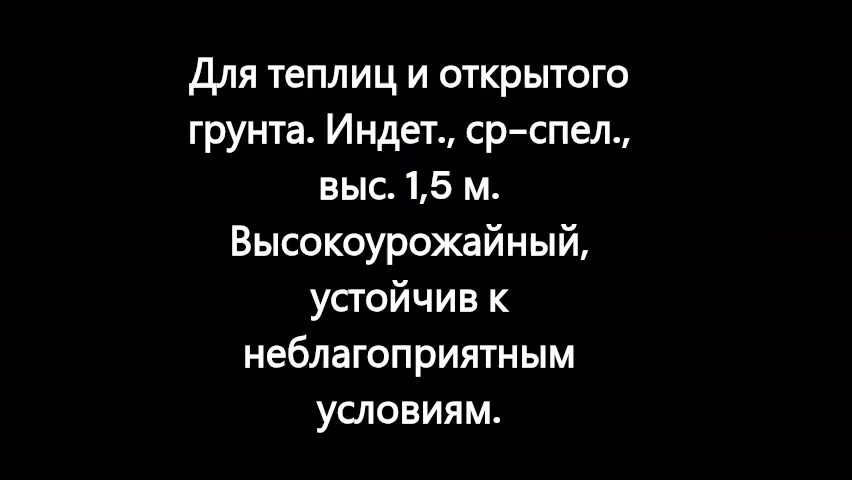 Для теплиц и открытого
грунта. Индет., ср-спел.,
выс. 1,5 м.
Высокоурожайный,
устойчив к
неблагоприятным
условиям.